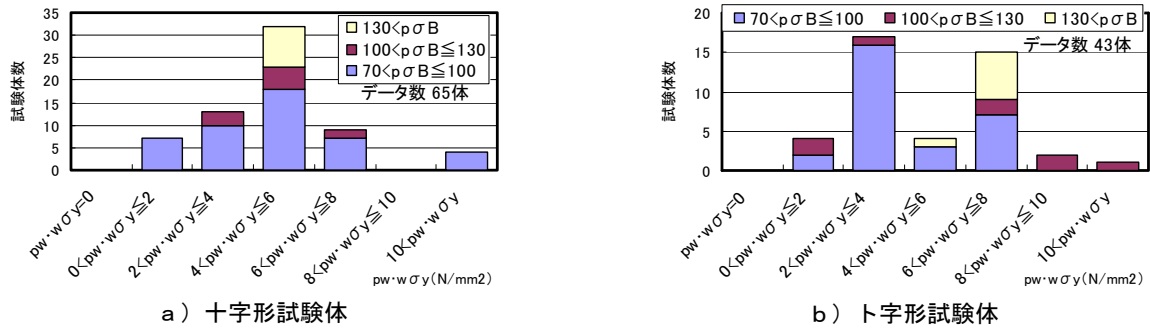 35
30
25
20
15
10
5
0
試験体数
130<pσB
100<pσB≦130
70<pσB≦100
データ数 65体
pw·wσy=0
0<pw·wσy≦2
2<pw·wσy≦4
4<pw·wσy≦6
6<pw·wσy≦8
8<pw·wσy≦10
10<pw·wσy
pw·wσy(N/mm2)
a）十字形試験体
70<pσB≦100 100<pσB≦130 130<pσB
データ数 43体
20
15
10
5
0
試験体数
pw·wσy=0
0<pw·wσy≦2
2<pw·wσy≦4
4<pw·wσy≦6
6<pw·wσy≦8
8<pw·wσy≦10
10<pw·wσy
pw·wσy(N/mm2)
b）ト字形試験体